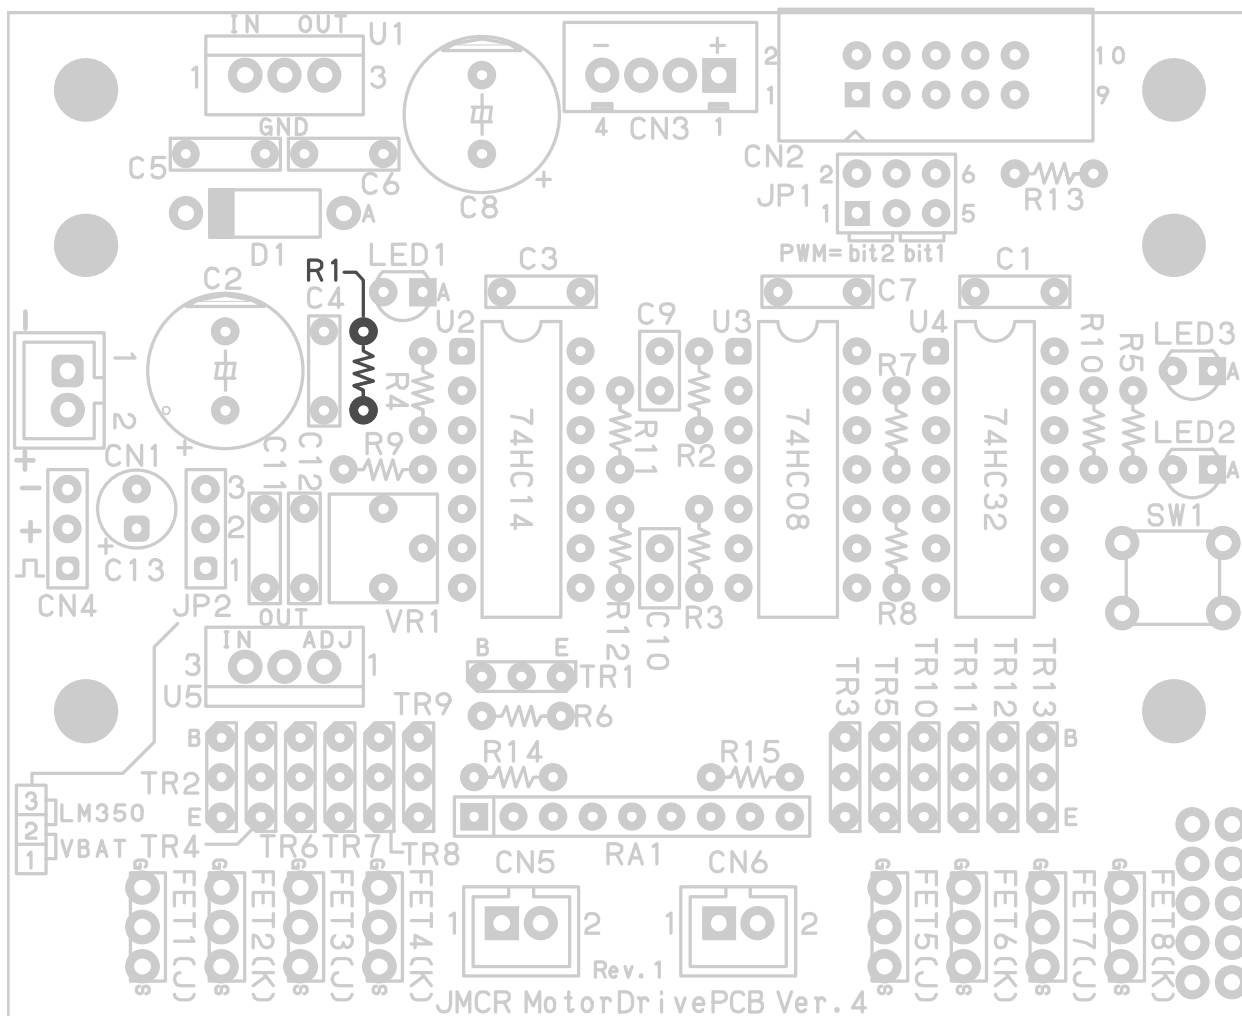 IN OUT U1
1 3
GND
C5 C6
D1 A
C8 +
- +
4 CN3 1
2 10
1 9
CN2
JP1
2 6
1 5
PWM= bit2 bit1
R13
C2
R1
C4
LED1
A
C3
U2
C9
U3
C7
U4
C1
R10
R5
LED3
A
LED2
A
SW1
-
1
2
+
CN1
+
R4
R9
C11
C12
74HC14
R11
R2
74HC08
R7
74HC32
-
+
CN4
+
C13
3
2
1
JP2
VR1
R12
C10
R3
R8
OUT
IN ADJ
3 1
U5
B E
TR1
R6
TR9
R14
R15
TR3
TR5
TR10
TR11
TR12
TR13
B
E
B
TR2
E
TR4
TR6
TR7
TR8
3
2
1
LM350
VBAT
RA1
CN5
1 2
CN6
1 2
G
S
FET1(J)
G
S
FET2(K)
G
S
FET3(J)
G
S
FET4(K)
G
S
FET5(J)
G
S
FET6(K)
G
S
FET7(J)
G
S
FET8(K)
Rev.1
JMCR MotorDrivePCB Ver.4